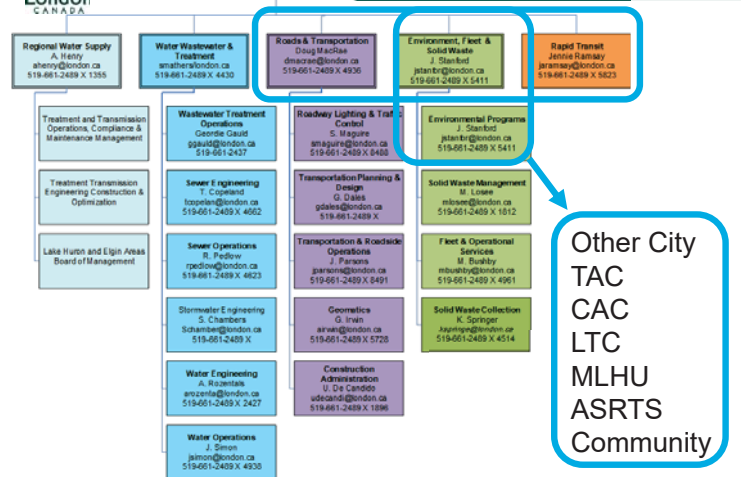 London
CANADA
Regional Water Supply
A. Henry
ahenry@london.ca
519-661-2489 X 1355
Treatment and Transmission
Operations, Compliance &
Maintenance Management
Treatment Transmission
Engineering Construction &
Optimization
Lake Huron and Elgin Areas
Board of Management
Water Wastewater &
Treatment
smatherslondon.ca
519-661-2489 X 4430
Wastewater Treatment
Operations
Geordie Gauld
ggauld@london.ca
519-661-2437
Sewer Engineering
T. Copeland
tcopelan@london.ca
519-661-2489 X 4662
Sewer Operations
R. Pedlow
rpedlow@london.ca
519-661-2489 X 4623
Stormwater Engineering
S. Chambers
Schamber@london.ca
519-661-2489 X
Water Engineering
A. Rozentals
arozenta@london.ca
519-661-2489 X 2427
Water Operations
J. Simon
jsimon@london.ca
519-661-2489 X 4938
Roads & Transportation
Doug MacRae
dmacrae@london.ca
519-661-2489 X 4936
Roadway Lighting & Traffic
Control
S. Maguire
smaguire@london.ca
519-661-2489 X 8488
Transportation Planning &
Design
G. Dales
gdales@london.ca
519-661-2489 X
Transportation & Roadside
Operations
J. Parsons
jparsons@london.ca
519-661-2489 X 8491
Geomatics
G. Irwin
airwin@london.ca
519-661-2489 X 5728
Construction
Administration
U. De Candido
udecandi@london.ca
519-661-2489 X 1896
Environment, Fleet &
Solid Waste
J. Stanford
jstanfor@london.ca
519-661-2489 X 5411
Environmental Programs
J. Stanford
jstanfor@london.ca
519-661-2489 X 5411
Solid Waste Management
M. Losee
mlosee@london.ca
519-661-2489 X 1812
Fleet & Operational
Services
M. Bushby
mbushby@london.ca
519-661-2489 X 4961
Solid Waste Collection
K. Springer
kspringe@london.ca
519-661-2489 X 4514
Rapid Transit
Jennie Ramsay
jaramsay@london.ca
519-661-2489 X 5823
Other City
TAC
CAC
LTC
MLHU
ASRTS
Community